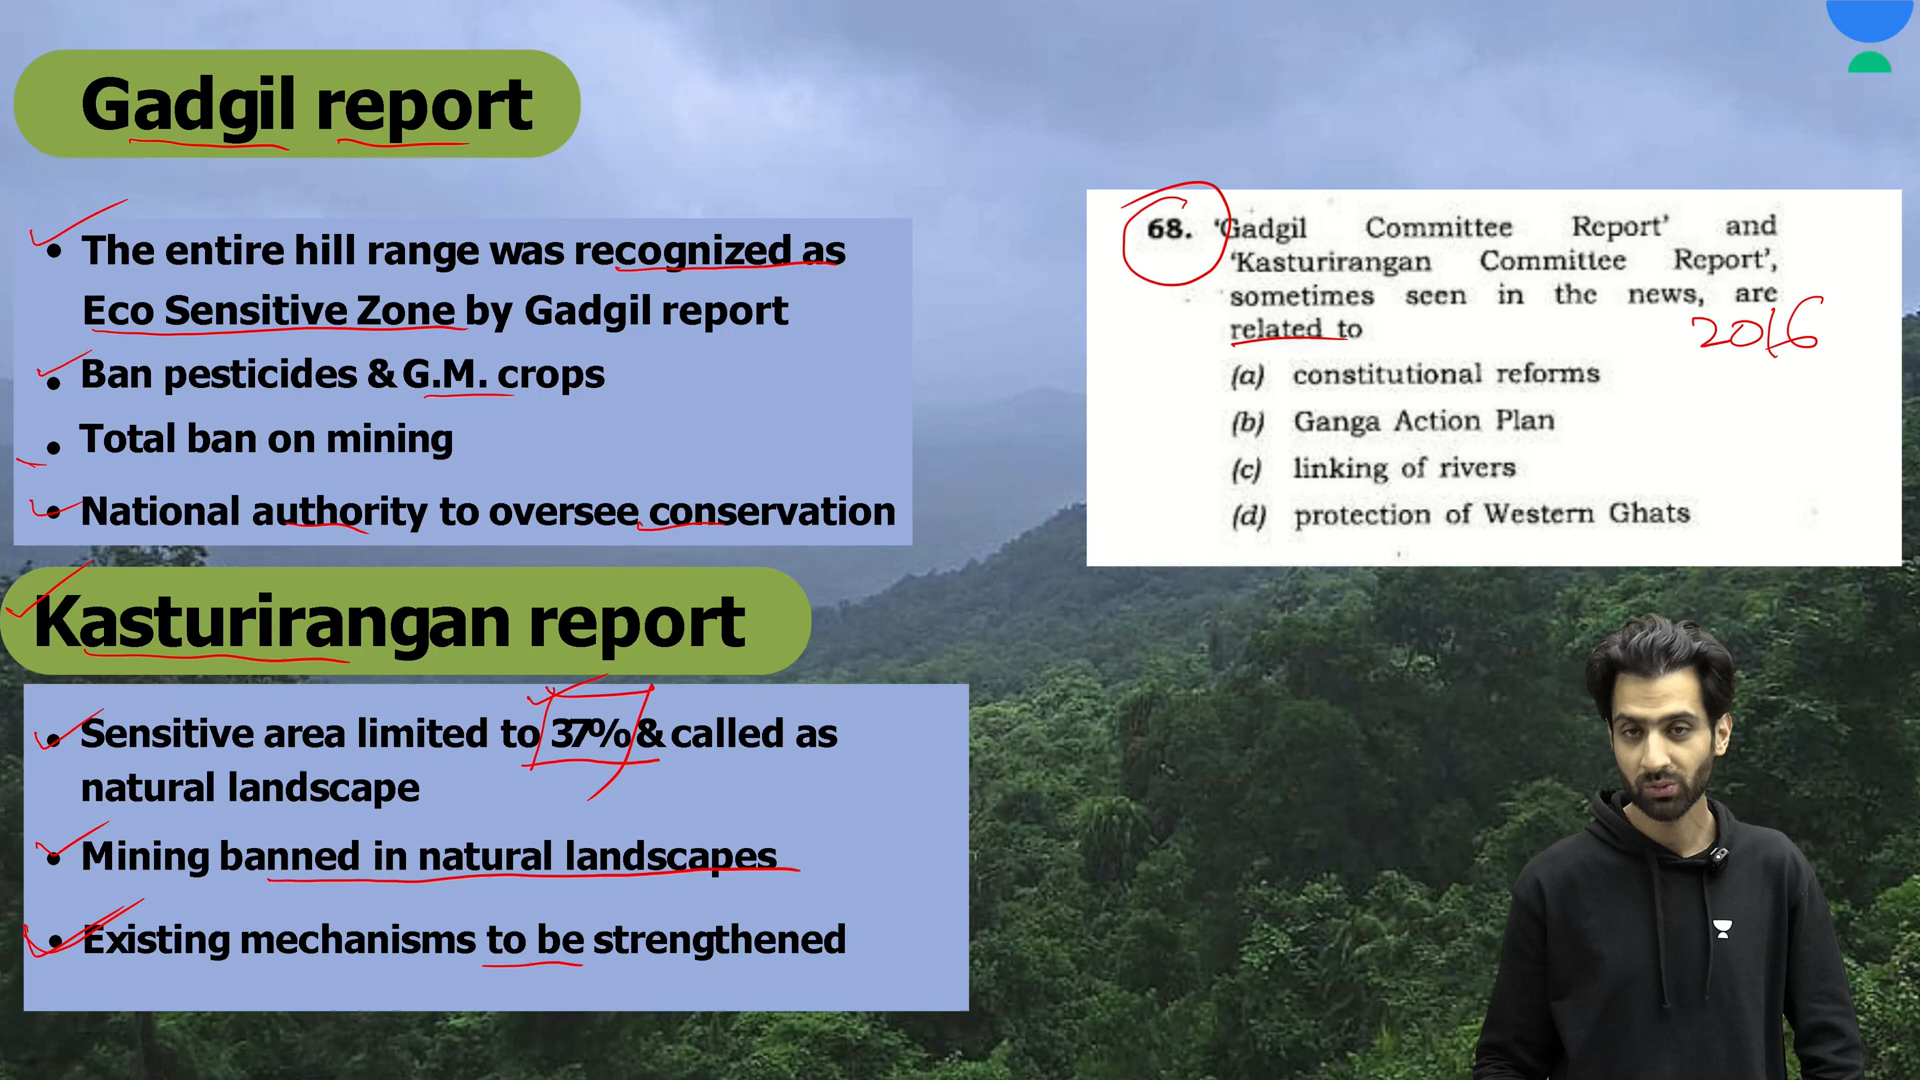 Gadgil report
• The entire hill range was recognized as
Eco Sensitive Zone by Gadgil report
• Ban pesticides & G.M. crops
• Total ban on mining
• National authority to oversee conservation
Kasturirangan report
• Sensitive area limited to 37% & called as
natural landscape
• Mining banned in natural landscapes
• Existing mechanisms to be strengthened
68. ‘Gadgil Committee Report’ and
‘Kasturirangan Committee Report’,
sometimes seen in the news, are
related to
2016
(a) constitutional reforms
(b) Ganga Action Plan
(c) linking of rivers
(d) protection of Western Ghats